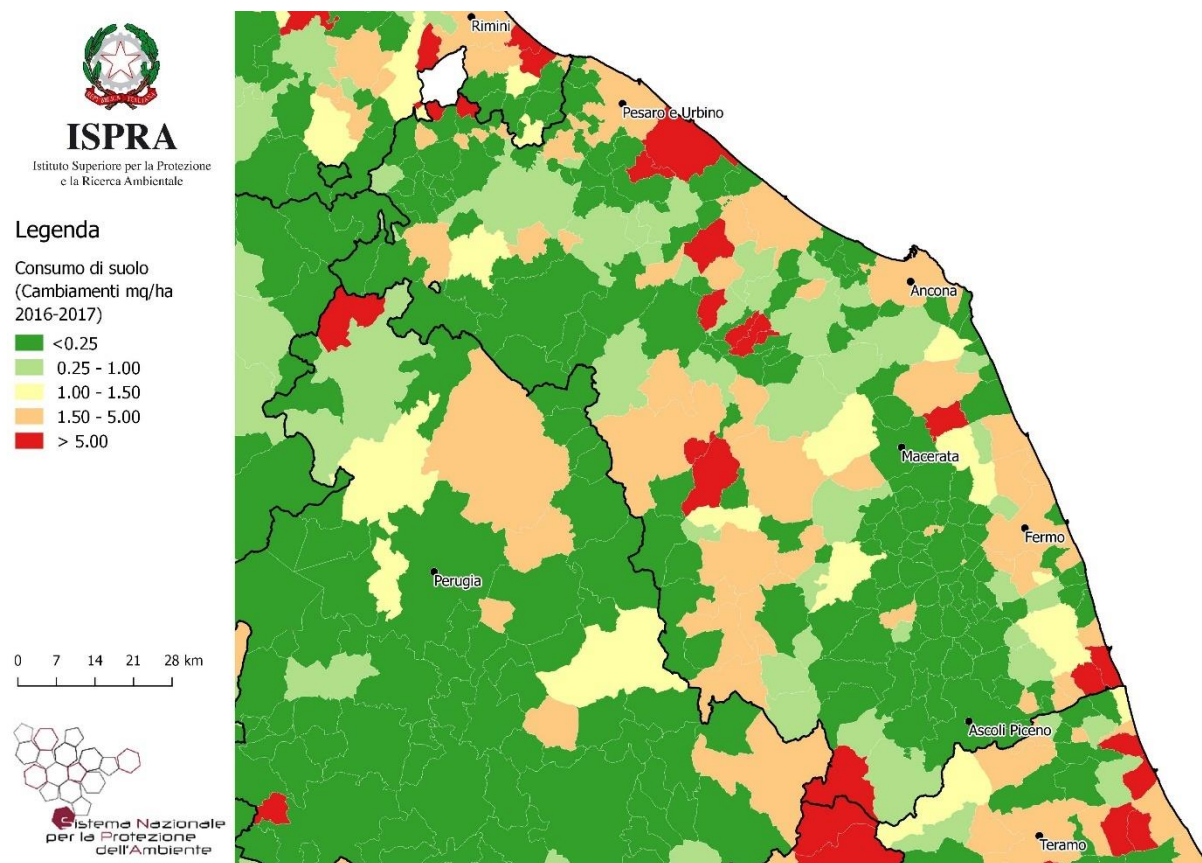 REPVBBLICA ITALIANA
ISPRA
Istituto Superiore per la Protezione
e la Ricerca Ambientale
Legenda
Consumo di suolo
(Cambiamenti mq/ha
2016-2017)
<0.25
0.25 - 1.00
1.00 - 1.50
1.50 - 5.00
> 5.00
0 7 14 21 28 km
Sistema Nazionale
per la Protezione
dell'Ambiente
Rimini
Pesaro e Urbino
Ancona
Macerata
Fermo
Perugia
Ascoli Piceno
Teramo